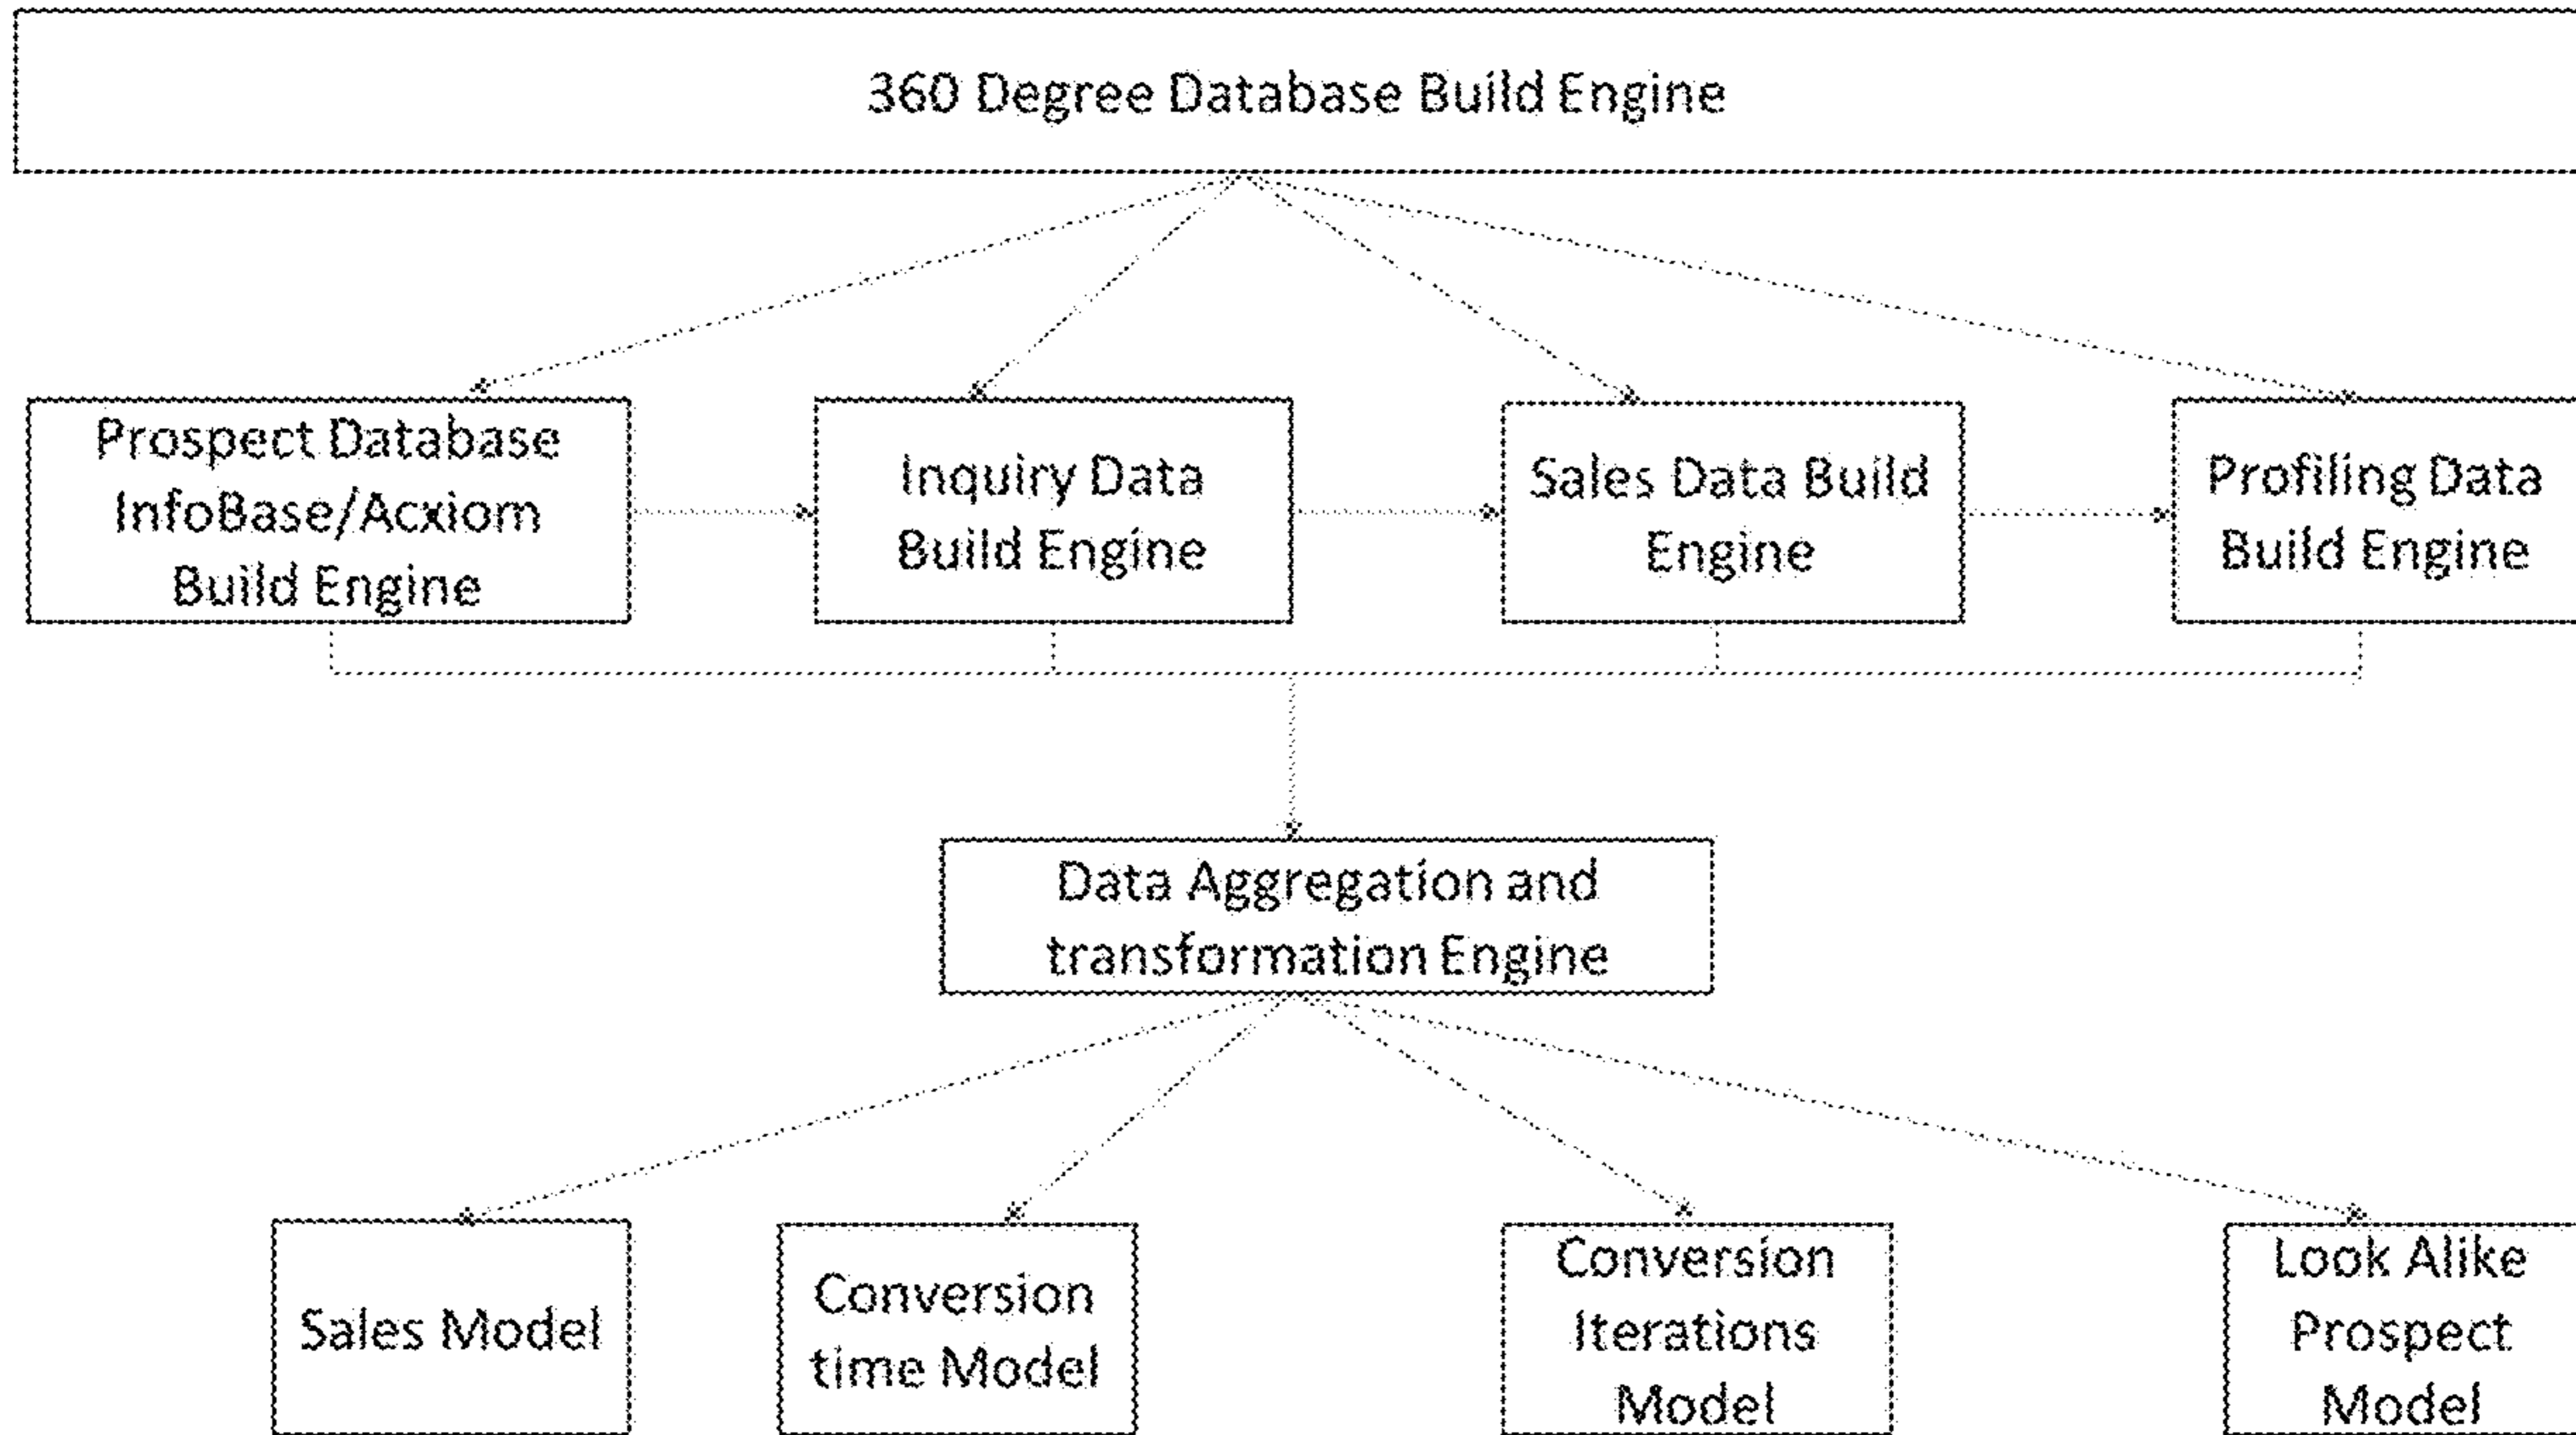 360 Degree Database Build Engine
Prospect Database
InfoBase/Acxiom
Build Engine
Inquiry Data
Build Engine
Sales Data Build
Engine
Profiling Data
Build Engine
Data Aggregation and
transformation Engine
Sales Model
Conversion
time Model
Conversion
Iterations
Model
Look Alike
Prospect
Model